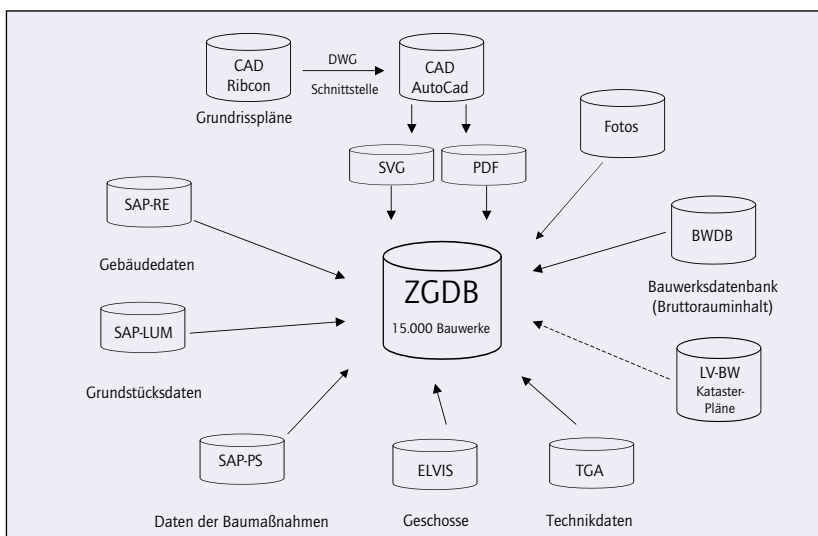 CAD
Ribcon
DWG
Schnittstelle
CAD
AutoCad
Grundrisspläne
Fotos
SVG
PDF
SAP-RE
BWDB
Gebäudedaten
ZGDB
15.000 Bauwerke
Bauwerksdatenbank
(Bruttorauminhalt)
SAP-LUM
LV-BW
Kataster-
Pläne
Grundstücksdaten
SAP-PS
ELVIS
TGA
Daten der Baumaßnahmen
Geschosse
Technikdaten